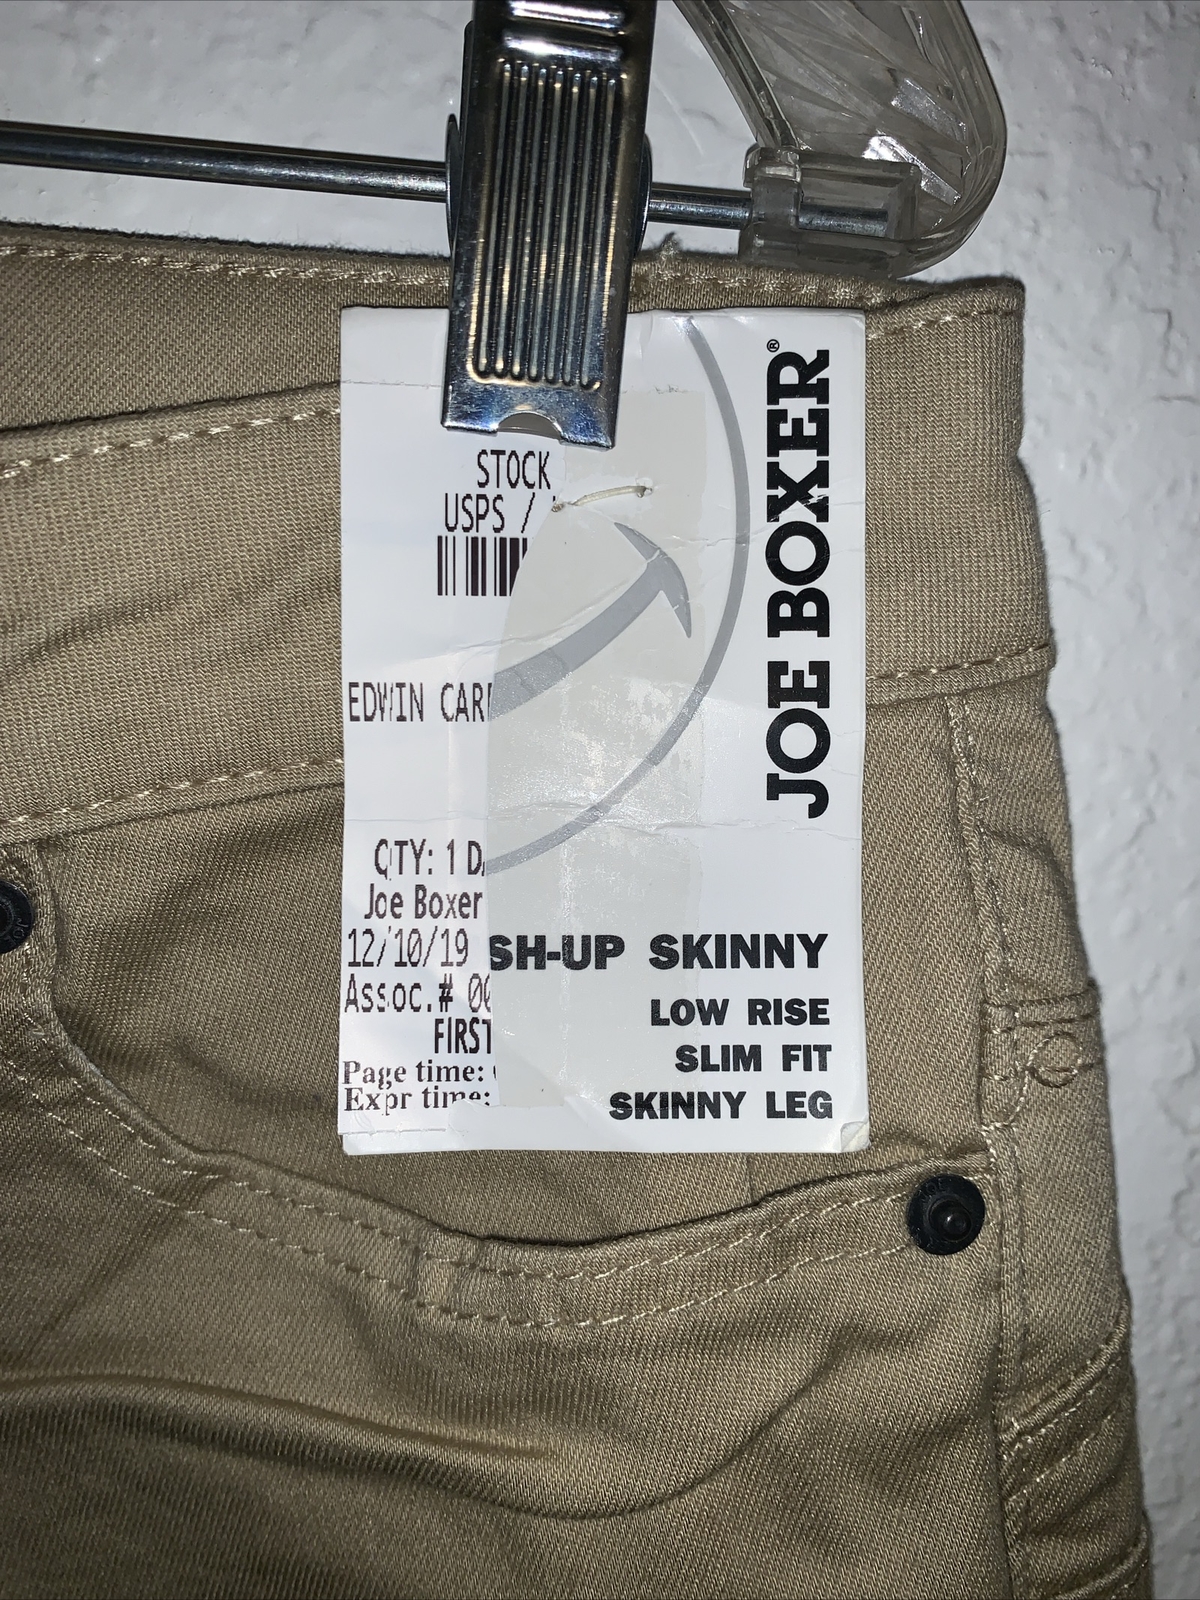 STOCK
USPS /
EDWIN CAR
QTY: 1 D
Joe Boxer
12/10/19
Assoc.# 00
FIRST
Page time:
Expr time:
JOE BOXER®
SH-UP SKINNY
LOW RISE
SLIM FIT
SKINNY LEG